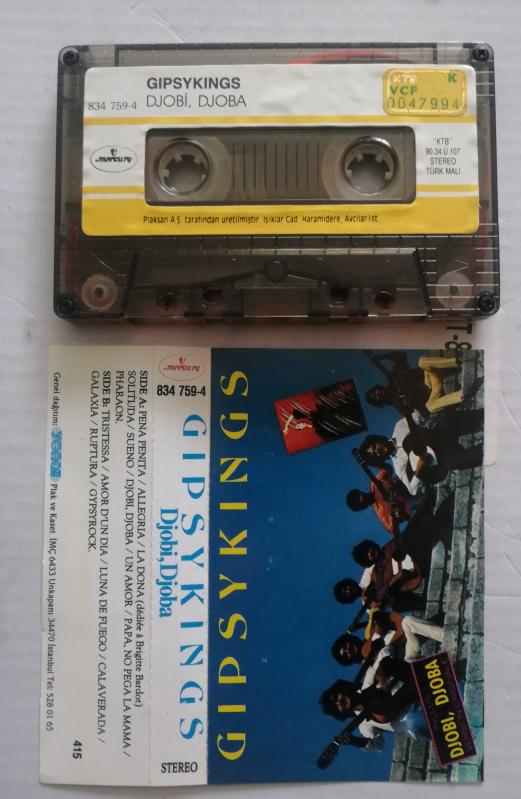 GIPSYKINGS
DJOBİ, DJOBA
834 759-4
KTB K
VCF
0047994
mercury
"KTB"
90.34.Ü.107
STEREO
TÜRK MALI
Plaksan A.Ş. tarafından üretilmiştir. Işıklar Cad. Haramidere, Avcılar-İst.
mercury
834 759-4
GIPSYKINGS
Djobi, Djoba
STEREO
SIDE A: PENA PENITA / ALLEGRIA / LA DONA (dédiée à Brigitte Bardot)
SOLITUDA / SUENO / DJOBI, DJOBA / UN AMOR / PAPA, NO PEGA LA MAMA /
PHARAON.
SIDE B: TRISTESSA / AMOR D'UN DIA / LUNA DE FUEGO / CALAVERADA /
GALAXIA / RUPTURA / GYPSYROCK.
Genel dağıtım:
Plak ve Kaset İMÇ 6433 Unkapanı 34470 İstanbul Tel: 528 01 65
415
GIPSYKINGS
DJOBI, DJOBA